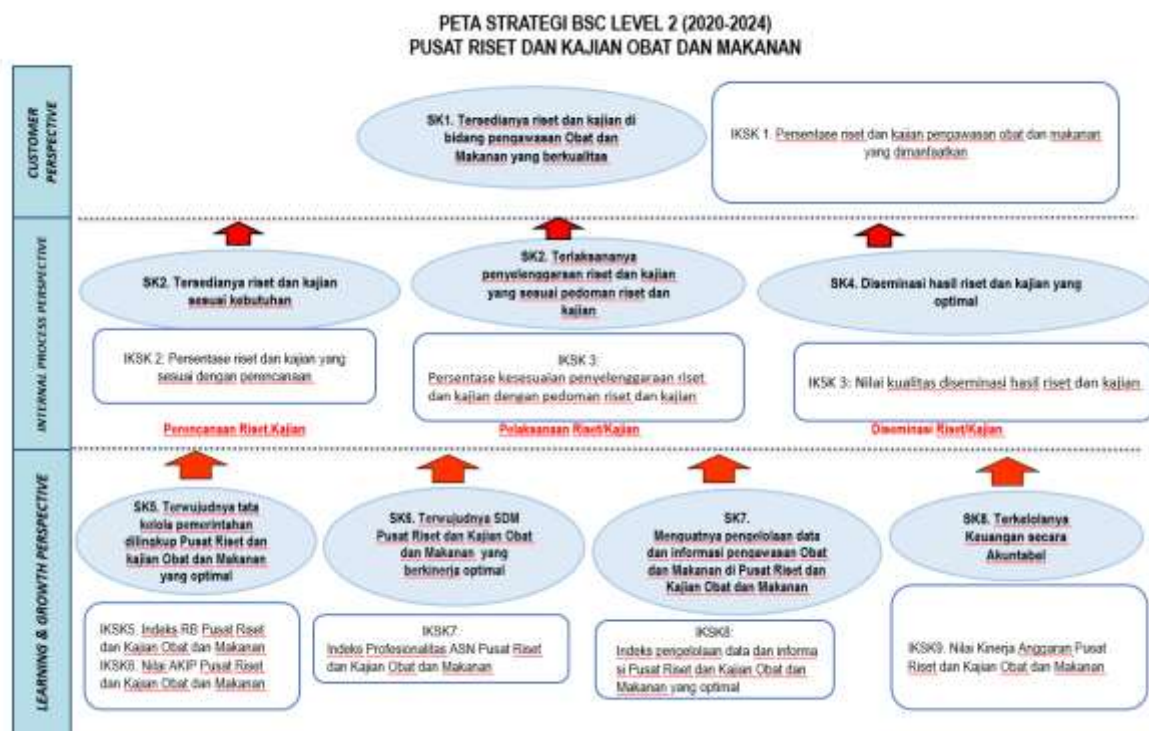 PETA STRATEGI BSC LEVEL 2 (2020-2024)
PUSAT RISET DAN KAJIAN OBAT DAN MAKANAN
CUSTOMER
PERSPECTIVE
SK1. Tersedianya riset dan kajian di
bidang pengawasan Obat dan
Makanan yang berkualitas
IKSK 1. Persentase riset dan kajian pengawasan obat dan makanan
yang dimanfaatkan
INTERNAL PROCESS PERSPECTIVE
SK2. Tersedianya riset dan kajian
sesuai kebutuhan
IKSK 2: Persentase riset dan kajian yang
sesuai dengan perencanaan
Perencanaan Riset Kajian
SK2. Terlaksananya
penyelenggaraan riset dan kajian
yang sesuai pedoman riset dan
kajian
IKSK 3:
Persentase kesesuaian penyelenggaraan riset
dan kajian dengan pedoman riset dan kajian
Pelaksanaan Riset/Kajian
SK4. Diseminasi hasil riset dan kajian yang
optimal
IKSK 3: Nilai kualitas diseminasi hasil riset dan kajian
Diseminasi Riset/Kajian
LEARNING & GROWTH PERSPECTIVE
SK5. Terwujudnya tata
kelola pemerintahan
dilingkup Pusat Riset dan
kajian Obat dan Makanan
yang optimal
IKSK5. Indeks RB Pusat Riset
dan Kajian Obat dan Makanan
IKSK6. Nilai AKIP Pusat Riset
dan Kajian Obat dan Makanan
SK6. Terwujudnya SDM
Pusat Riset dan Kajian Obat
dan Makanan yang
berkinerja optimal
IKSK7:
Indeks Profesionalitas ASN Pusat Riset
dan Kajian Obat dan Makanan
SK7.
Menguatnya pengelolaan data
dan informasi pengawasan Obat
dan Makanan di Pusat Riset dan
Kajian Obat dan Makanan
IKSK8:
Indeks pengelolaan data dan informa
si Pusat Riset dan Kajian Obat dan
Makanan yang optimal
SK8. Terkelolanya
Keuangan secara
Akuntabel
IKSK9. Nilai Kinerja Anggaran Pusat
Riset dan Kajian Obat dan Makanan